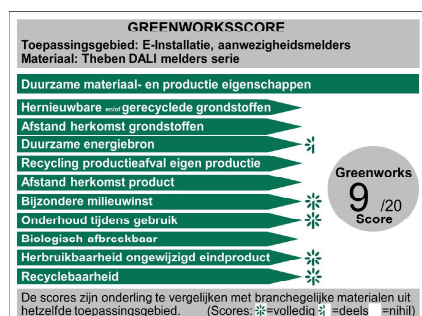 GREENWORKSSCORE
Toepassingsgebied: E-Installatie, aanwezigheidsmelders
Materiaal: Theben DALI melders serie
Duurzame materiaal- en productie eigenschappen
Hernieuwbare en/of gerecyclede grondstoffen
Afstand herkomst grondstoffen
Duurzame energiebron
Recycling productieafval eigen productie
Afstand herkomst product
Bijzondere milieuwinst
Onderhoud tijdens gebruik
Biologisch afbreekbaar
Herbruikbaarheid ongewijzigd eindproduct
Recyclebaarheid
Greenworks
9 /20
Score
De scores zijn onderling te vergelijken met branchegelijke materialen uit
hetzelfde toepassingsgebied. (Scores: =volledig =deels =nihil)